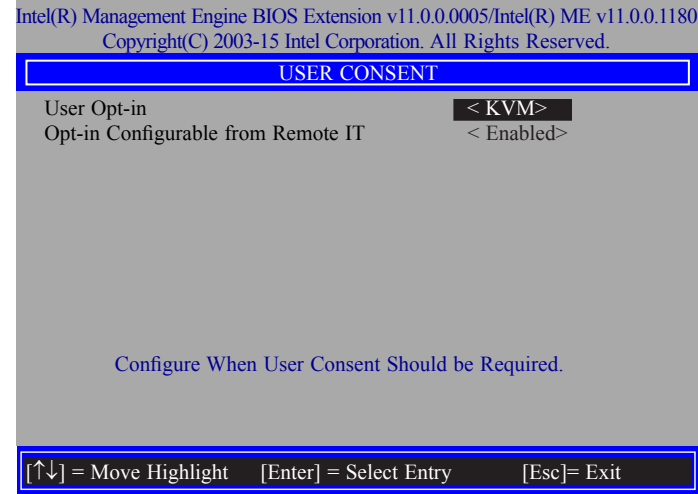 Intel(R) Management Engine BIOS Extension v11.0.0.0005/Intel(R) ME v11.0.0.1180
Copyright(C) 2003-15 Intel Corporation. All Rights Reserved.
USER CONSENT
User Opt-in < KVM>
Opt-in Configurable from Remote IT < Enabled>
Configure When User Consent Should be Required.
[↑↓] = Move Highlight [Enter] = Select Entry [Esc]= Exit